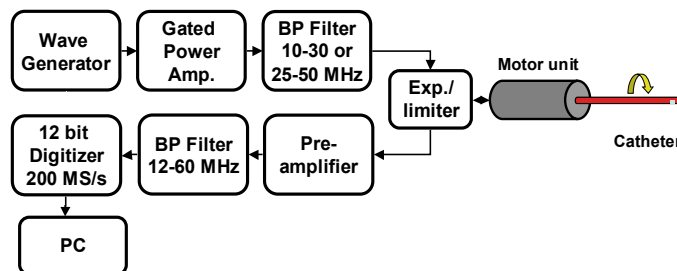 Wave
Generator
Gated
Power
Amp.
BP Filter
10-30 or
25-50 MHz
Exp./
limiter
Motor unit
Catheter
12 bit
Digitizer
200 MS/s
BP Filter
12-60 MHz
Pre-
amplifier
PC